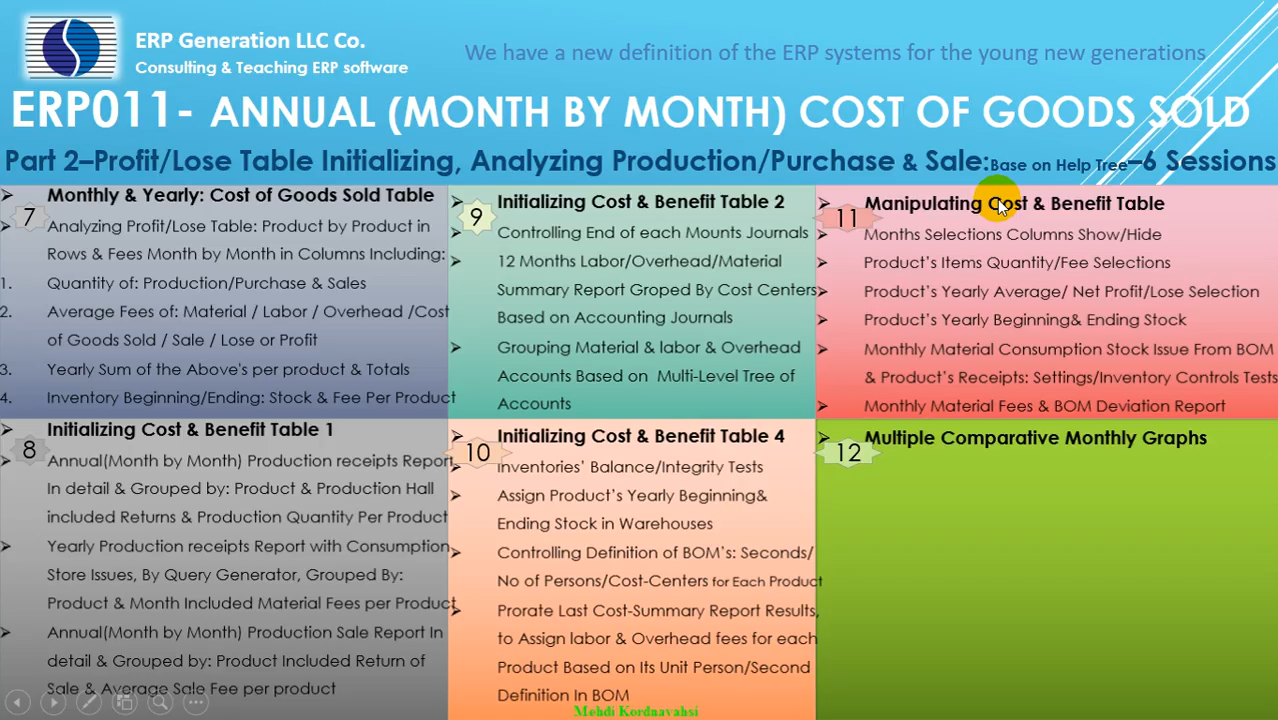 ERP Generation LLC Co.
Consulting & Teaching ERP software
We have a new definition of the ERP systems for the young new generations
ERP011- ANNUAL (MONTH BY MONTH) COST OF GOODS SOLD
Part 2–Profit/Lose Table Initializing, Analyzing Production/Purchase & Sale:Base on Help Tree–6 Sessions
7
Monthly & Yearly: Cost of Goods Sold Table
Analyzing Profit/Lose Table: Product by Product in
Rows & Fees Month by Month in Columns Including:
1. Quantity of: Production/Purchase & Sales
2. Average Fees of: Material / Labor / Overhead /Cost
of Goods Sold / Sale / Lose or Profit
3. Yearly Sum of the Above's per product & Totals
4. Inventory Beginning/Ending: Stock & Fee Per Product
8
Initializing Cost & Benefit Table 1
Annual(Month by Month) Production receipts Report
In detail & Grouped by: Product & Production Hall
included Returns & Production Quantity Per Product
Yearly Production receipts Report with Consumption
Store Issues, By Query Generator, Grouped By:
Product & Month Included Material Fees per Product
Annual(Month by Month) Production Sale Report In
detail & Grouped by: Product Included Return of
Sale & Average Sale Fee per product
9
Initializing Cost & Benefit Table 2
Controlling End of each Mounts Journals
12 Months Labor/Overhead/Material
Summary Report Groped By Cost Centers
Based on Accounting Journals
Grouping Material & labor & Overhead
Accounts Based on Multi-Level Tree of
Accounts
10
Initializing Cost & Benefit Table 4
Inventories' Balance/Integrity Tests
Assign Product's Yearly Beginning&
Ending Stock in Warehouses
Controlling Definition of BOM's: Seconds/
No of Persons/Cost-Centers for Each Product
Prorate Last Cost-Summary Report Results,
to Assign labor & Overhead fees for each
Product Based on Its Unit Person/Second
Definition In BOM
11
Manipulating Cost & Benefit Table
Months Selections Columns Show/Hide
Product's Items Quantity/Fee Selections
Product's Yearly Average/ Net Profit/Lose Selection
Product's Yearly Beginning& Ending Stock
Monthly Material Consumption Stock Issue From BOM
& Product's Receipts: Settings/Inventory Controls Tests
Monthly Material Fees & BOM Deviation Report
12
Multiple Comparative Monthly Graphs
Mehdi Kordnavahsi